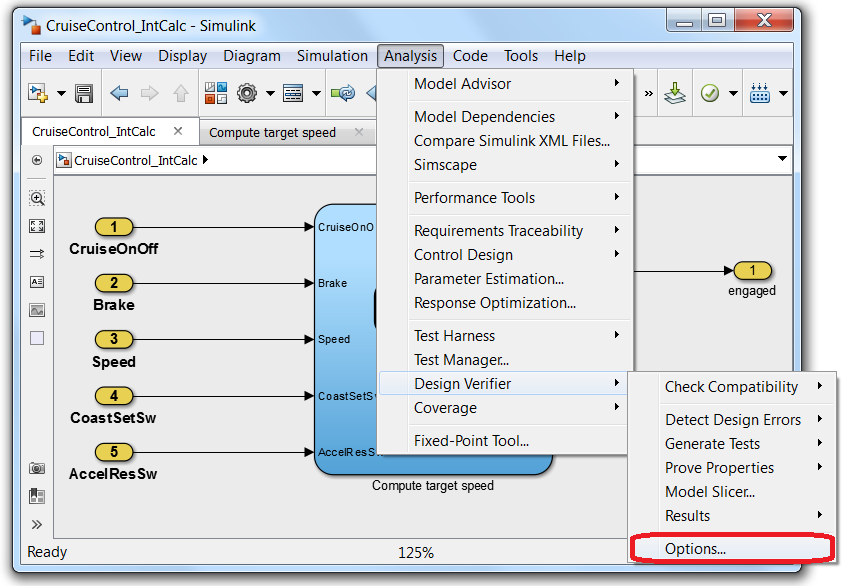 CruiseControl_IntCalc - Simulink
File Edit View Display Diagram Simulation Analysis Code Tools Help
»
CruiseControl_IntCalc Compute target speed
CruiseControl_IntCalc
Model Advisor
Model Dependencies
Compare Simulink XML Files...
Simscape
Performance Tools
Requirements Traceability
Control Design
Parameter Estimation...
Response Optimization...
Test Harness
Test Manager...
Design Verifier
Coverage
Fixed-Point Tool...
Check Compatibility
Detect Design Errors
Generate Tests
Prove Properties
Model Slicer...
Results
Options...
1
CruiseOnOff
CruiseOnO
2
Brake
Brake
3
Speed
Speed
4
CoastSetSw
CoastSetS
5
AccelResSw
AccelResS
Compute target speed
1
engaged
Ready 125%